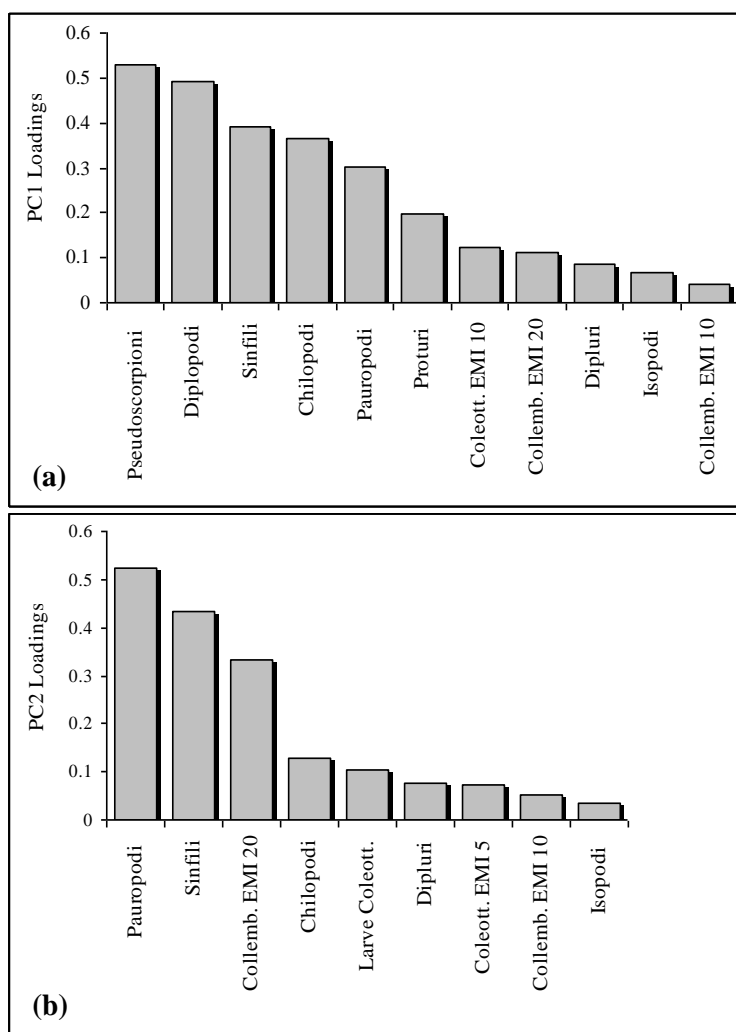 0.6
0.5
0.4
0.3
0.2
0.1
0
PC1 Loadings
Pseudoscorpioni
Diplopodi
Sinfili
Chilopodi
Pauropodi
Proturi
Coleott. EMI 10
Collemb. EMI 20
Dipluri
Isopodi
Collemb. EMI 10
(a)
0.6
0.5
0.4
0.3
0.2
0.1
0
PC2 Loadings
Pauropodi
Sinfili
Collemb. EMI 20
Chilopodi
Larve Coleott.
Dipluri
Coleott. EMI 5
Collemb. EMI 10
Isopodi
(b)